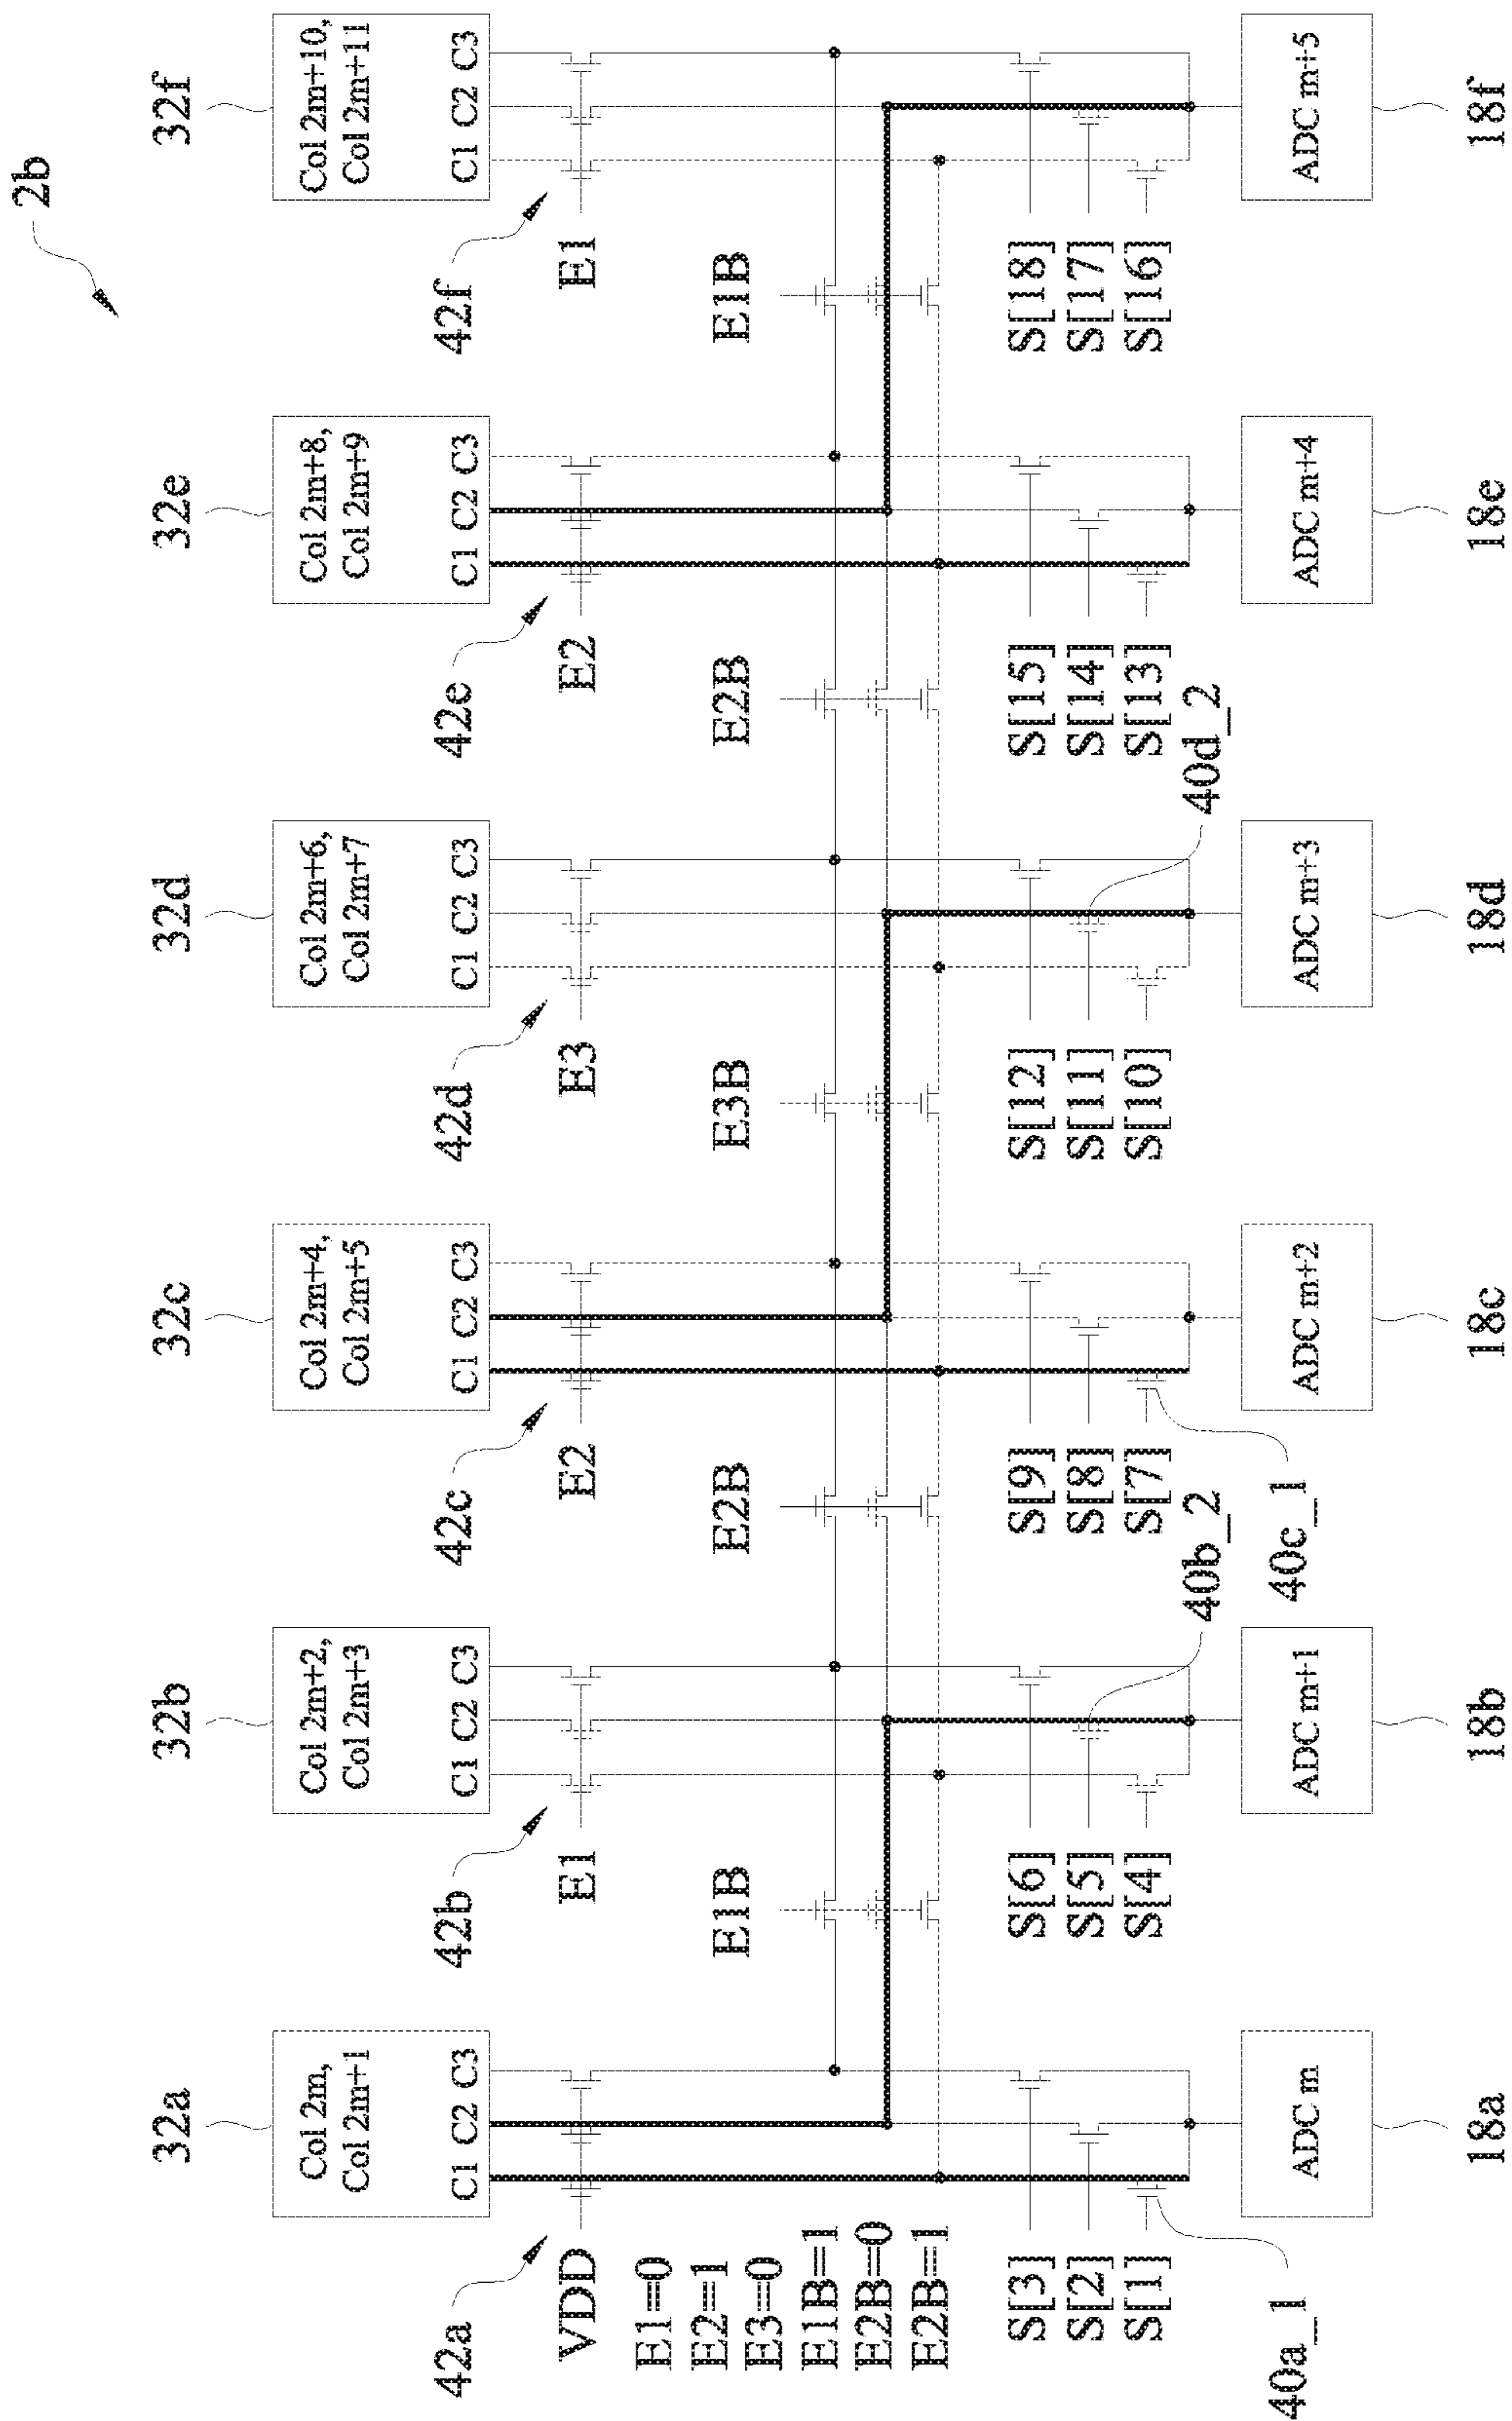 2b
32a
32b
32c
32d
32e
32f
Col 2m,
Col 2m+1
C1 C2 C3
Col 2m+2,
Col 2m+3
C1 C2 C3
Col 2m+4,
Col 2m+5
C1 C2 C3
Col 2m+6,
Col 2m+7
C1 C2 C3
Col 2m+8,
Col 2m+9
C1 C2 C3
Col 2m+10,
Col 2m+11
C1 C2 C3
42a
42b
42c
42d
42e
42f
VDD
E1
E2
E3
E2
E1
E1=0
E2=1
E3=0
E1B=1
E2B=0
E2B=1
E1B
E2B
E3B
E2B
E1B
S[3]
S[2]
S[1]
S[6]
S[5]
S[4]
S[9]
S[8]
S[7]
S[12]
S[11]
S[10]
S[15]
S[14]
S[13]
S[18]
S[17]
S[16]
40a_1
40b_2
40c_1
40d_2
ADC m
ADC m+1
ADC m+2
ADC m+3
ADC m+4
ADC m+5
18a
18b
18c
18d
18e
18f